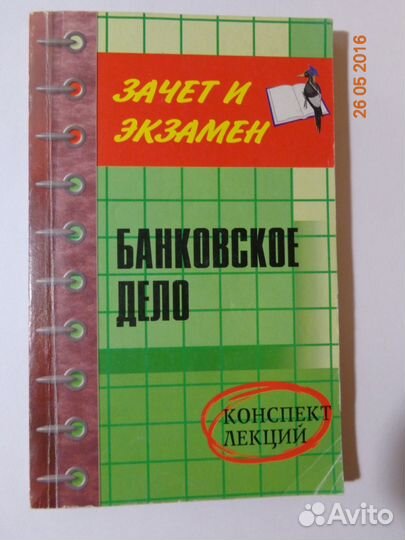 ЗАЧЕТ И
ЭКЗАМЕН
БАНКОВСКОЕ
ДЕЛО
КОНСПЕКТ
ЛЕКЦИЙ
26 05 2016
Avito